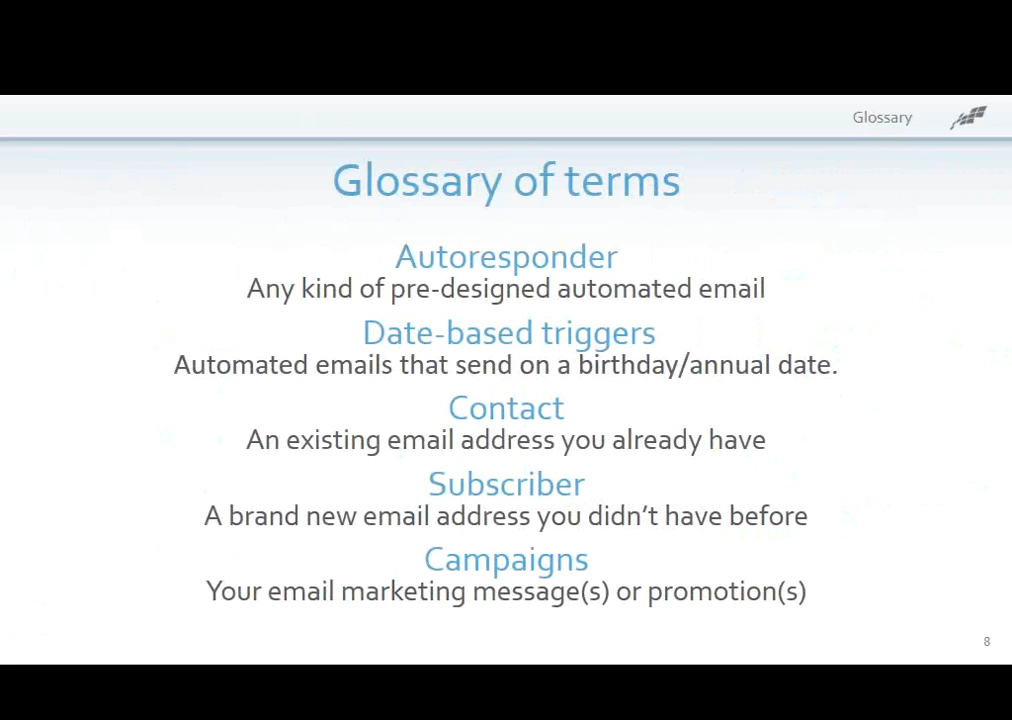 Glossary
Glossary of terms
Autoresponder
Any kind of pre-designed automated email
Date-based triggers
Automated emails that send on a birthday/annual date.
Contact
An existing email address you already have
Subscriber
A brand new email address you didn't have before
Campaigns
Your email marketing message(s) or promotion(s)
8